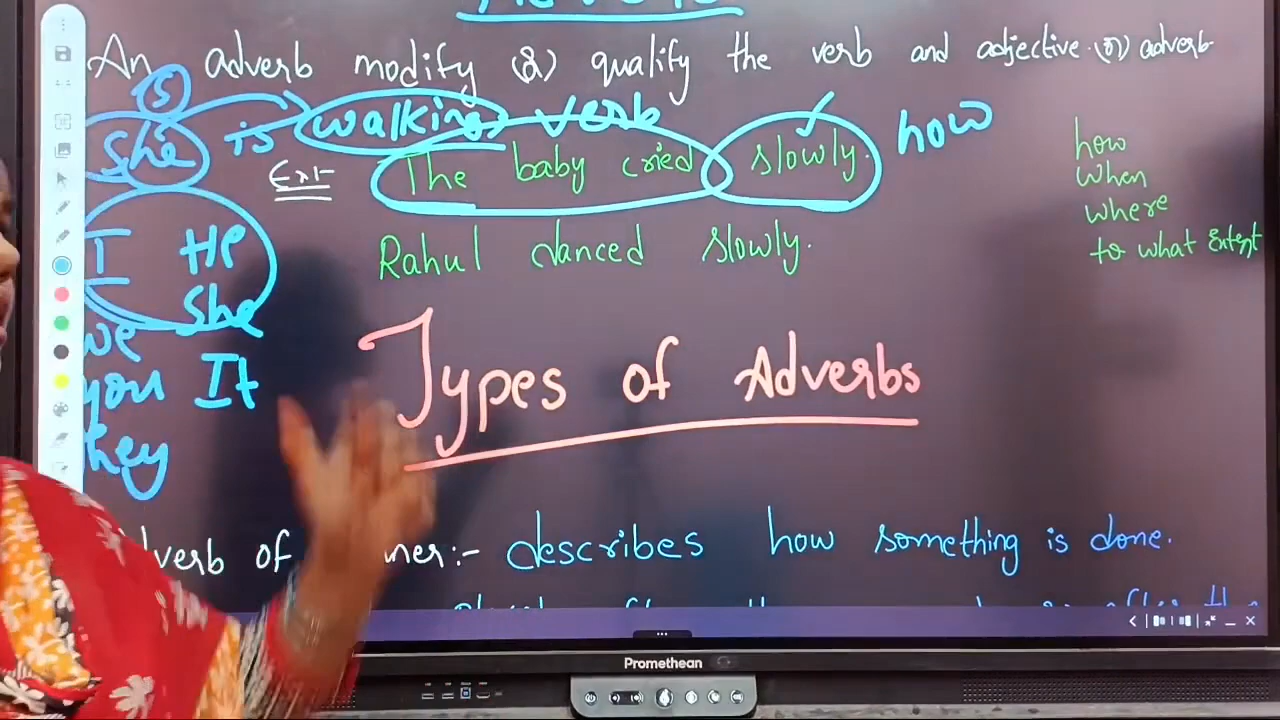 An adverb modify (or) qualify the verb and adjective (or) adverb
(S)
She is walking verb
Ex:- The baby cried slowly. how
Rahul danced slowly.
how
when
where
to what Extent
I He
She
we
you It
they
Types of Adverbs
adverb of :- describes how something is done.
Promethean